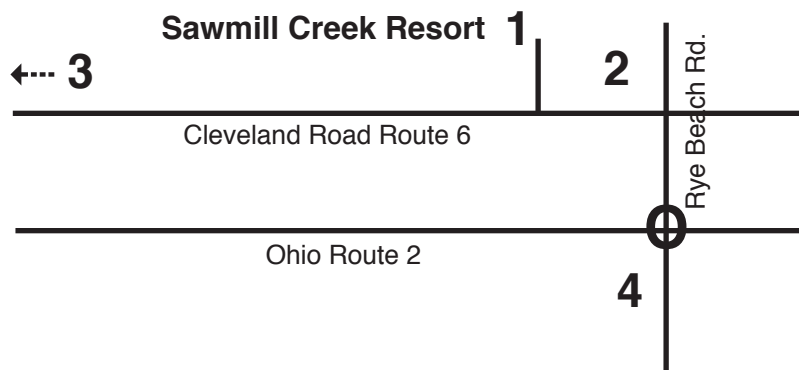 Sawmill Creek Resort 1
2
3
Rye Beach Rd.
Cleveland Road Route 6
Ohio Route 2
4